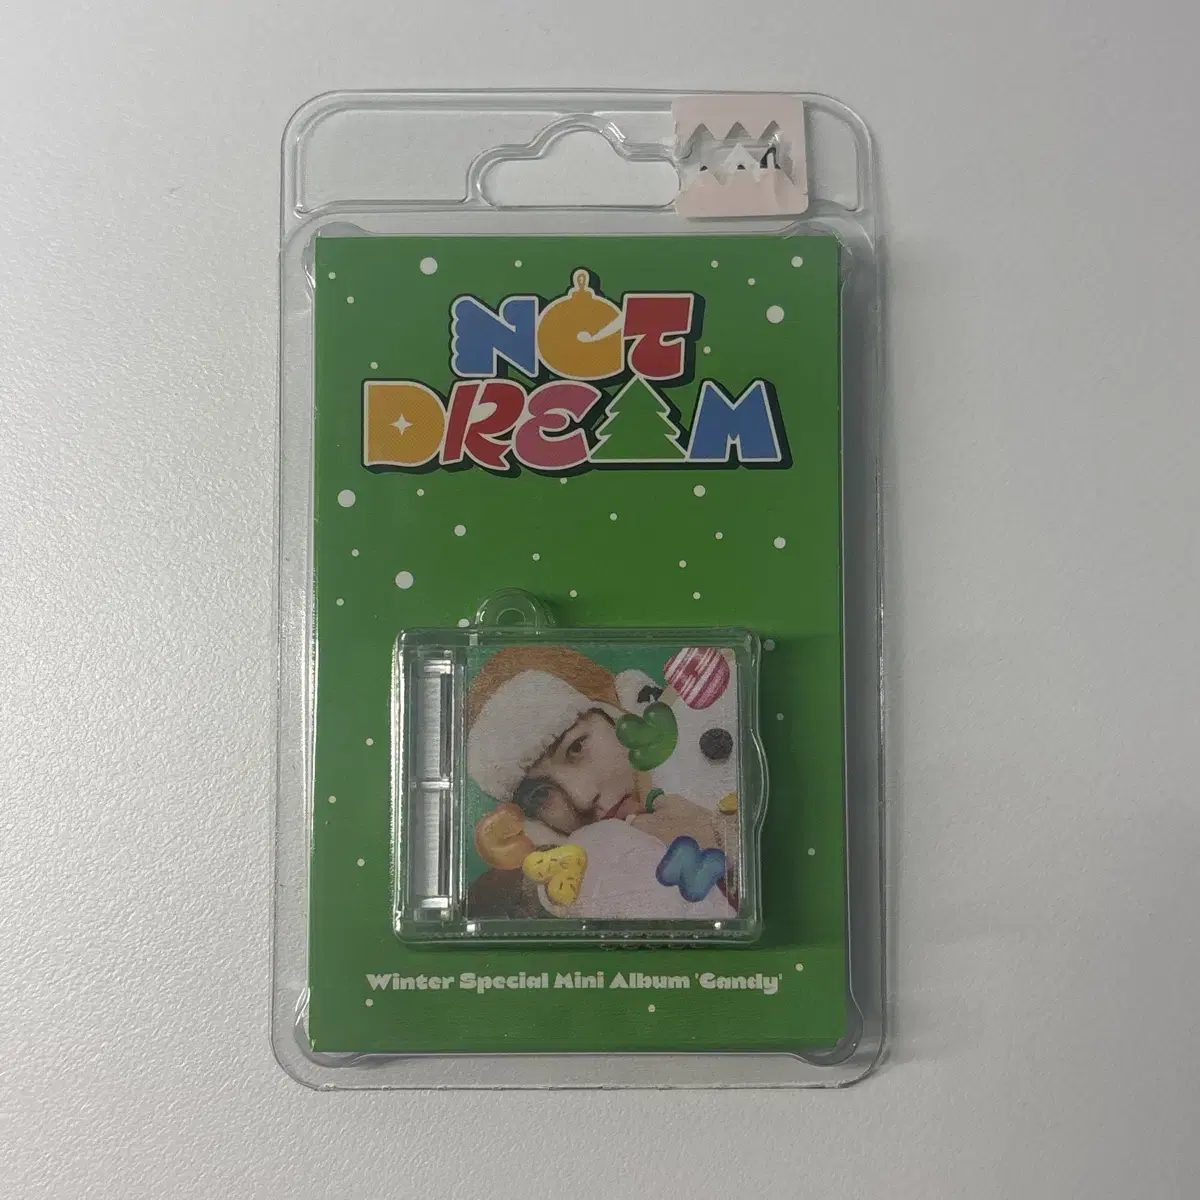 NCT
DREAM
Winter Special Mini Album 'Candy'